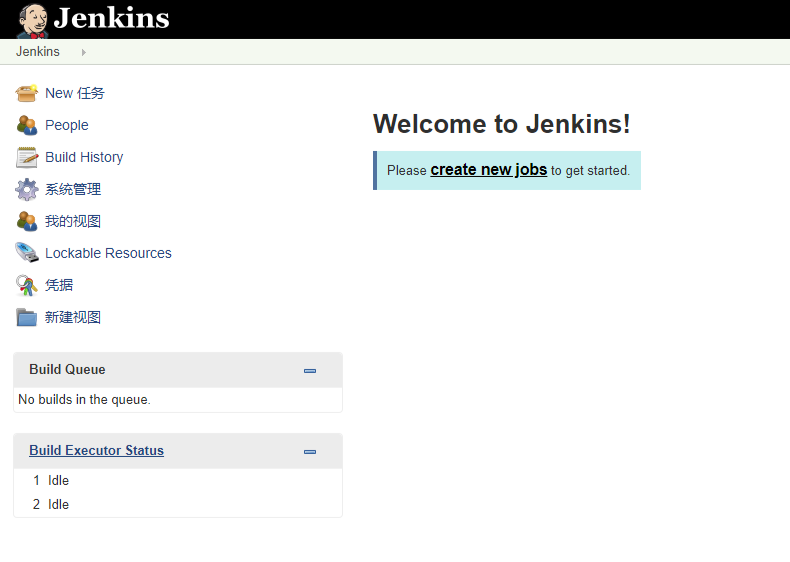 Jenkins
Jenkins
New 任务
People
Build History
系统管理
我的视图
Lockable Resources
凭据
新建视图
Build Queue
No builds in the queue.
Build Executor Status
1 Idle
2 Idle
Welcome to Jenkins!
Please create new jobs to get started.